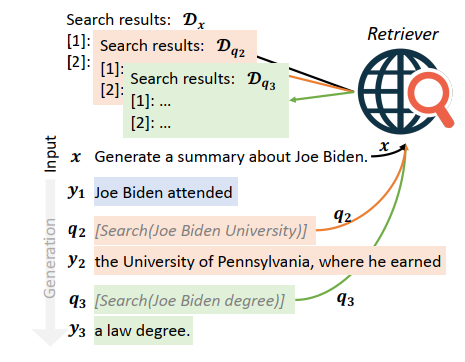 Search results: 𝒟x
[1]:
[2]:
Search results: 𝒟q2
[1]:
[2]:
Search results: 𝒟q3
[1]: ...
[2]: ...
Retriever
Input
x Generate a summary about Joe Biden.
x
Generation
y1 Joe Biden attended
q2 [Search(Joe Biden University)]
q2
y2 the University of Pennsylvania, where he earned
q3 [Search(Joe Biden degree)]
q3
y3 a law degree.